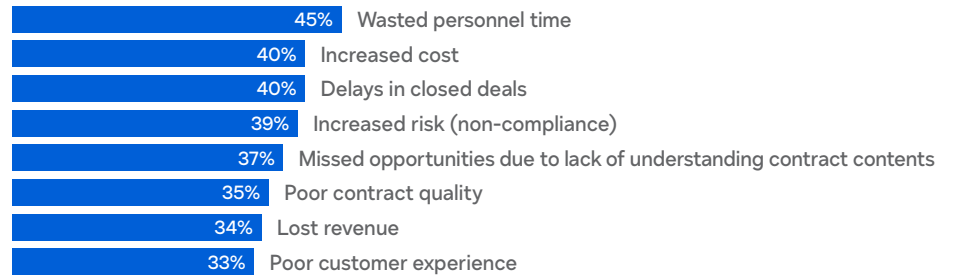 45% Wasted personnel time
40% Increased cost
40% Delays in closed deals
39% Increased risk (non-compliance)
37% Missed opportunities due to lack of understanding contract contents
35% Poor contract quality
34% Lost revenue
33% Poor customer experience